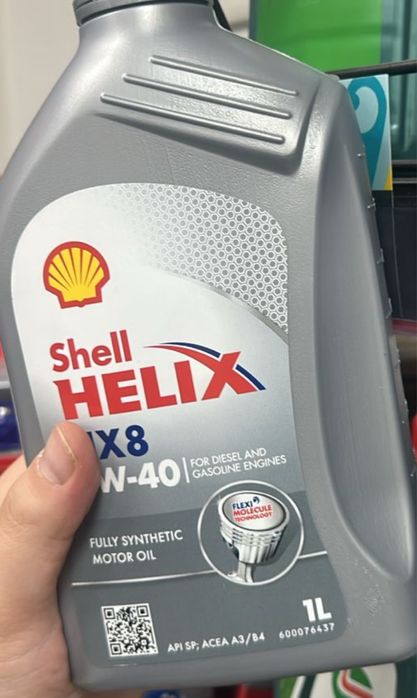 Shell
HELIX
X8
W-40
FOR DIESEL AND
GASOLINE ENGINES
FLEXI
MOLECULE
TECHNOLOGY
FULLY SYNTHETIC
MOTOR OIL
1L
API SP; ACEA A3/B4 600076437